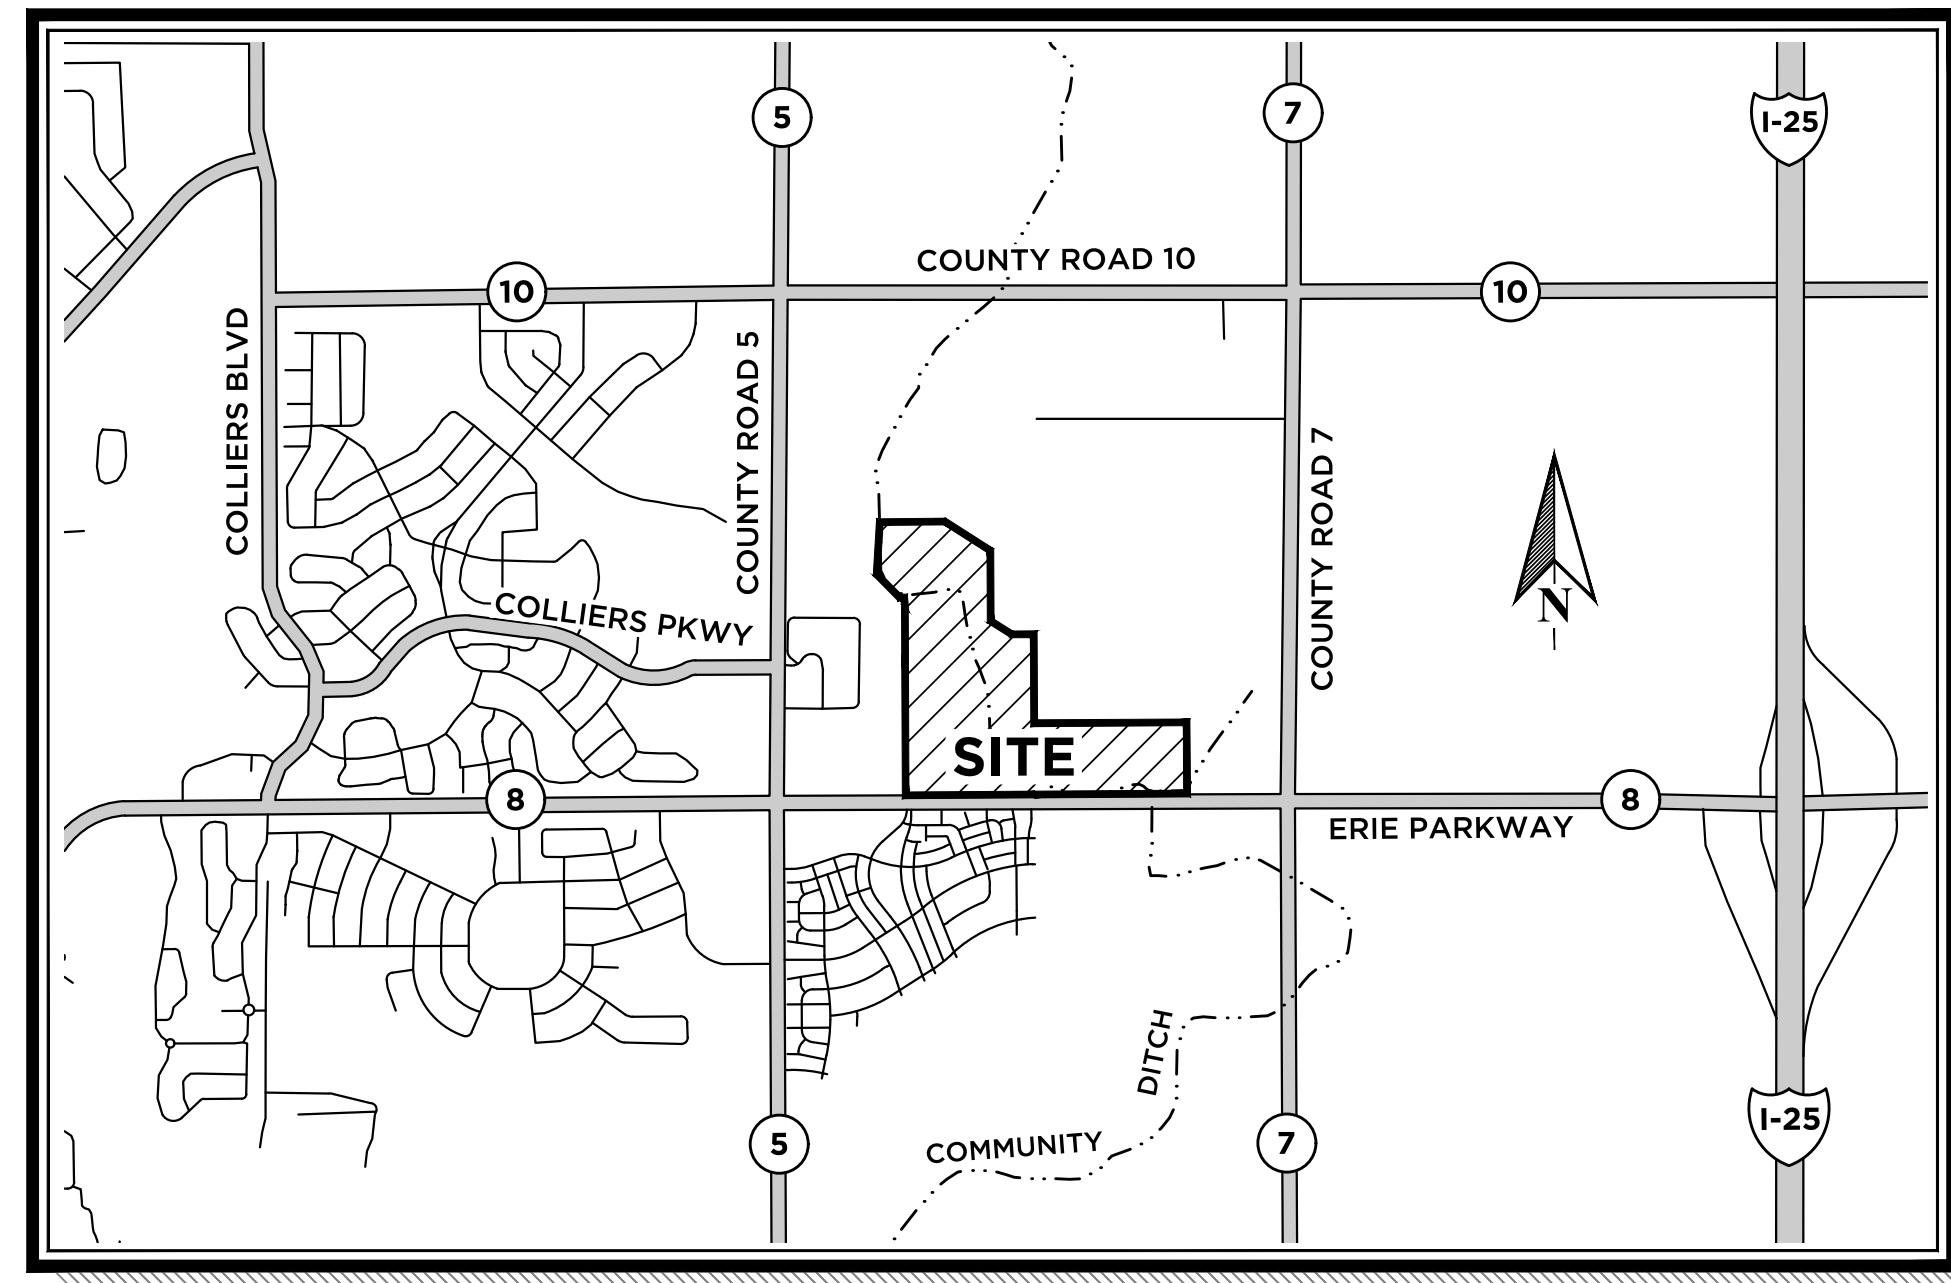 5
7
I-25
COUNTY ROAD 10
10
10
COLLIERS BLVD
COUNTY ROAD 5
COUNTY ROAD 7
N
COLLIERS PKWY
SITE
8
8
ERIE PARKWAY
DITCH
COMMUNITY
5
7
I-25